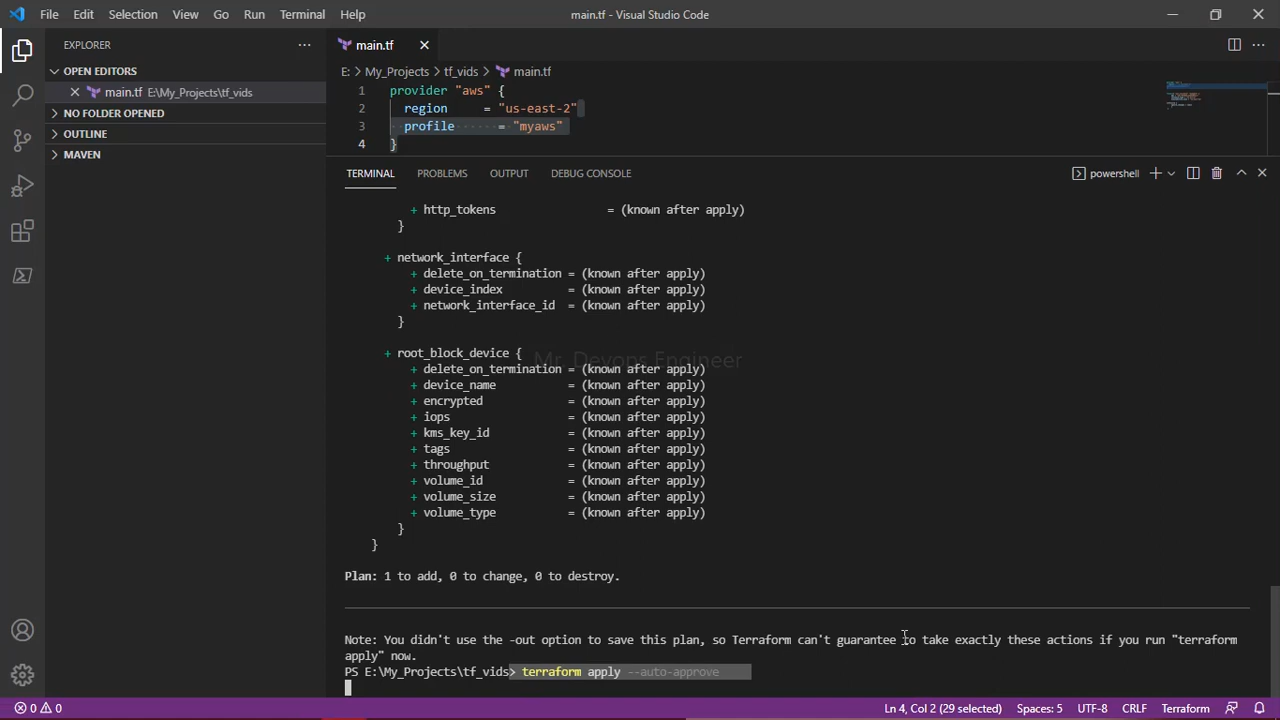 File Edit Selection View Go Run Terminal Help main.tf - Visual Studio Code
EXPLORER
OPEN EDITORS
main.tf E:\My_Projects\tf_vids
NO FOLDER OPENED
OUTLINE
MAVEN
main.tf
E: > My_Projects > tf_vids > main.tf
1 provider "aws" {
2 region = "us-east-2"
3 profile = "myaws"
4 }
TERMINAL PROBLEMS OUTPUT DEBUG CONSOLE powershell
+ http_tokens = (known after apply)
}
+ network_interface {
+ delete_on_termination = (known after apply)
+ device_index = (known after apply)
+ network_interface_id = (known after apply)
}
+ root_block_device {
Mr. Devops Engineer
+ delete_on_termination = (known after apply)
+ device_name = (known after apply)
+ encrypted = (known after apply)
+ iops = (known after apply)
+ kms_key_id = (known after apply)
+ tags = (known after apply)
+ throughput = (known after apply)
+ volume_id = (known after apply)
+ volume_size = (known after apply)
+ volume_type = (known after apply)
}
}
Plan: 1 to add, 0 to change, 0 to destroy.
Note: You didn't use the -out option to save this plan, so Terraform can't guarantee to take exactly these actions if you run "terraform
apply" now.
PS E:\My_Projects\tf_vids> terraform apply --auto-approve
0 0 Ln 4, Col 2 (29 selected) Spaces: 5 UTF-8 CRLF Terraform